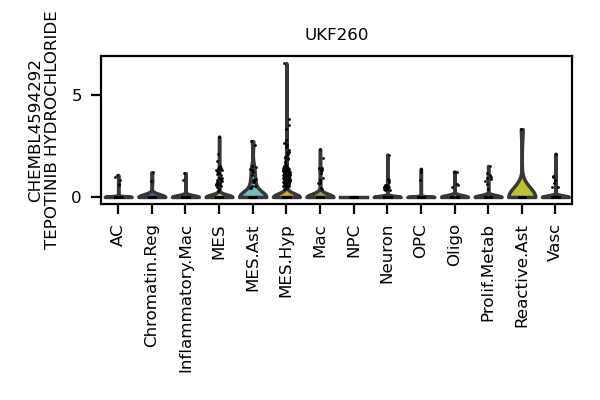 UKF260
CHEMBL4594292
TEPOTINIB HYDROCHLORIDE
5
0
AC
Chromatin.Reg
Inflammatory.Mac
MES
MES.Ast
MES.Hyp
Mac
NPC
Neuron
OPC
Oligo
Prolif.Metab
Reactive.Ast
Vasc